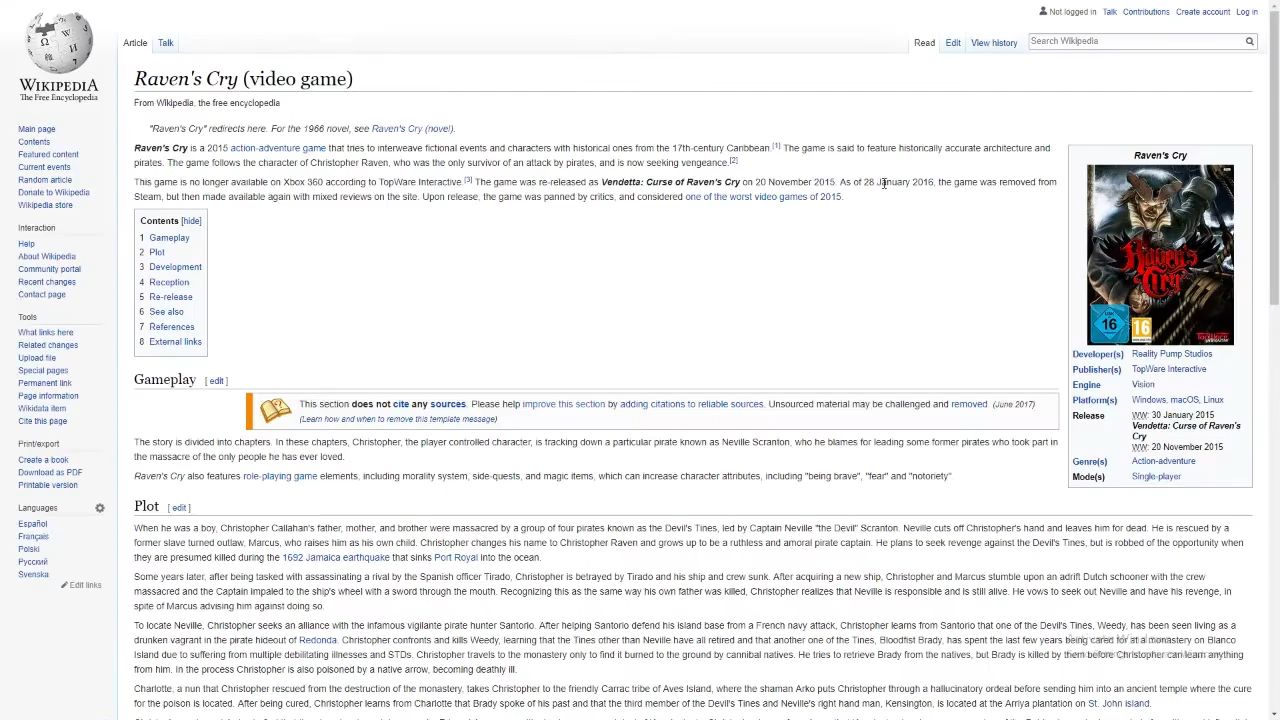 Not logged in Talk Contributions Create account Log in
Article Talk Read Edit View history Search Wikipedia
WIKIPEDIA
The Free Encyclopedia
Main page
Contents
Featured content
Current events
Random article
Donate to Wikipedia
Wikipedia store
Interaction
Help
About Wikipedia
Community portal
Recent changes
Contact page
Tools
What links here
Related changes
Upload file
Special pages
Permanent link
Page information
Wikidata item
Cite this page
Print/export
Create a book
Download as PDF
Printable version
Languages
Español
Français
Polski
Русский
Svenska
Edit links
Raven's Cry (video game)
From Wikipedia, the free encyclopedia
"Raven's Cry" redirects here. For the 1966 novel, see Raven's Cry (novel).
Raven's Cry is a 2015 action-adventure game that tries to interweave fictional events and characters with historical ones from the 17th-century Caribbean.[1] The game is said to feature historically accurate architecture and
pirates. The game follows the character of Christopher Raven, who was the only survivor of an attack by pirates, and is now seeking vengeance.[2]
This game is no longer available on Xbox 360 according to TopWare Interactive.[3] The game was re-released as Vendetta: Curse of Raven's Cry on 20 November 2015. As of 28 January 2016, the game was removed from
Steam, but then made available again with mixed reviews on the site. Upon release, the game was panned by critics, and considered one of the worst video games of 2015.
Contents [hide]
1 Gameplay
2 Plot
3 Development
4 Reception
5 Re-release
6 See also
7 References
8 External links
Raven's Cry
Raven's
Cry
16
16
Developer(s) Reality Pump Studios
Publisher(s) TopWare Interactive
Engine Vision
Platform(s) Windows, macOS, Linux
Release WW: 30 January 2015
Vendetta: Curse of Raven's
Cry
WW: 20 November 2015
Genre(s) Action-adventure
Mode(s) Single-player
Gameplay [ edit ]
This section does not cite any sources. Please help improve this section by adding citations to reliable sources. Unsourced material may be challenged and removed. (June 2017)
(Learn how and when to remove this template message)
The story is divided into chapters. In these chapters, Christopher, the player controlled character, is tracking down a particular pirate known as Neville Scranton, who he blames for leading some former pirates who took part in
the massacre of the only people he has ever loved.
Raven's Cry also features role-playing game elements, including morality system, side-quests, and magic items, which can increase character attributes, including "being brave", "fear" and "notoriety".
Plot [ edit ]
When he was a boy, Christopher Callahan's father, mother, and brother were massacred by a group of four pirates known as the Devil's Tines, led by Captain Neville "the Devil" Scranton. Neville cuts off Christopher's hand and leaves him for dead. He is rescued by a
former slave turned outlaw, Marcus, who raises him as his own child. Christopher changes his name to Christopher Raven and grows up to be a ruthless and amoral pirate captain. He plans to seek revenge against the Devil's Tines, but is robbed of the opportunity when
they are presumed killed during the 1692 Jamaica earthquake that sinks Port Royal into the ocean.
Some years later, after being tasked with assassinating a rival by the Spanish officer Tirado, Christopher is betrayed by Tirado and his ship and crew sunk. After acquiring a new ship, Christopher and Marcus stumble upon an adrift Dutch schooner with the crew
massacred and the Captain impaled to the ship's wheel with a sword through the mouth. Recognizing this as the same way his own father was killed, Christopher realizes that Neville is responsible and is still alive. He vows to seek out Neville and have his revenge, in
spite of Marcus advising him against doing so.
To locate Neville, Christopher seeks an alliance with the infamous vigilante pirate hunter Santorio. After helping Santorio defend his island base from a French navy attack, Christopher learns from Santorio that one of the Devil's Tines, Weedy, has been seen living as a
drunken vagrant in the pirate hideout of Redonda. Christopher confronts and kills Weedy, learning that the Tines other than Neville have all retired and that another one of the Tines, Bloodfist Brady, has spent the last few years being cared for in a monastery on Blanco
Island due to suffering from multiple debilitating illnesses and STDs. Christopher travels to the monastery only to find it burned to the ground by cannibal natives. He tries to retrieve Brady from the natives, but Brady is killed by them before Christopher can learn anything
from him. In the process Christopher is also poisoned by a native arrow, becoming deathly ill.
Charlotte, a nun that Christopher rescued from the destruction of the monastery, takes Christopher to the friendly Carrac tribe of Aves Island, where the shaman Arko puts Christopher through a hallucinatory ordeal before sending him into an ancient temple where the cure
for the poison is located. After being cured, Christopher learns from Charlotte that Brady spoke of his past and that the third member of the Devil's Tines and Neville's right hand man, Kensington, is located at the Arriya plantation on St. John island.